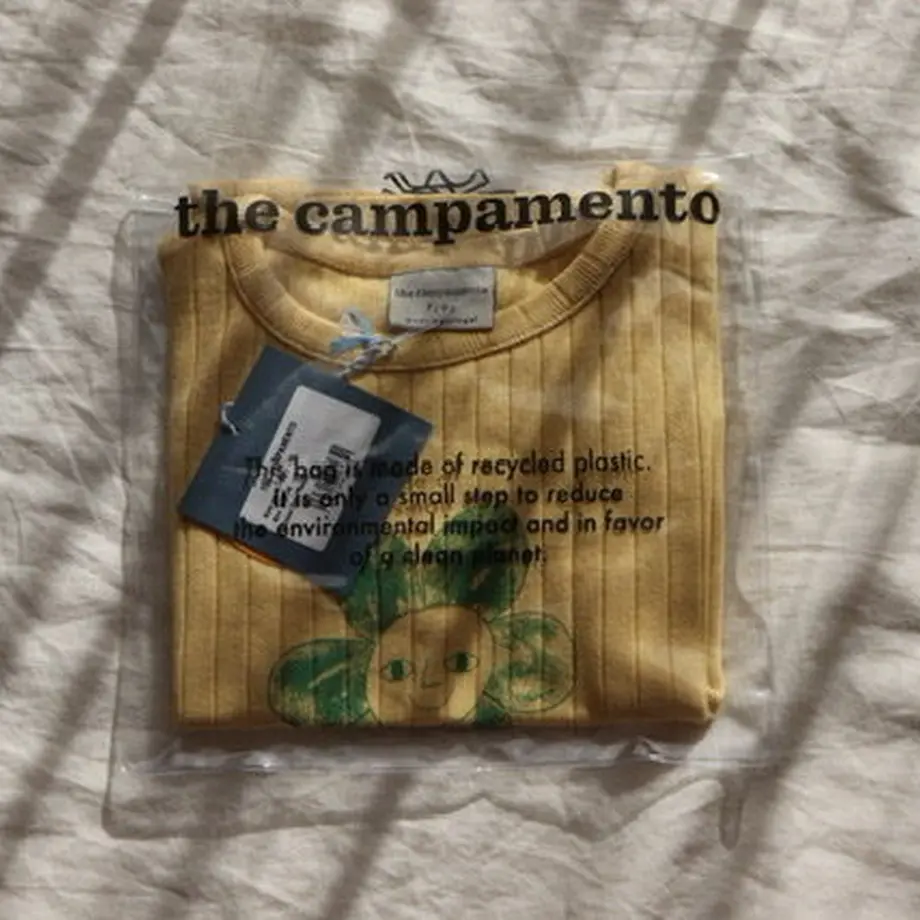 the campamento
This bag is made of recycled plastic.
It is only a small step to reduce
the environmental impact and in favor
of a clean planet.